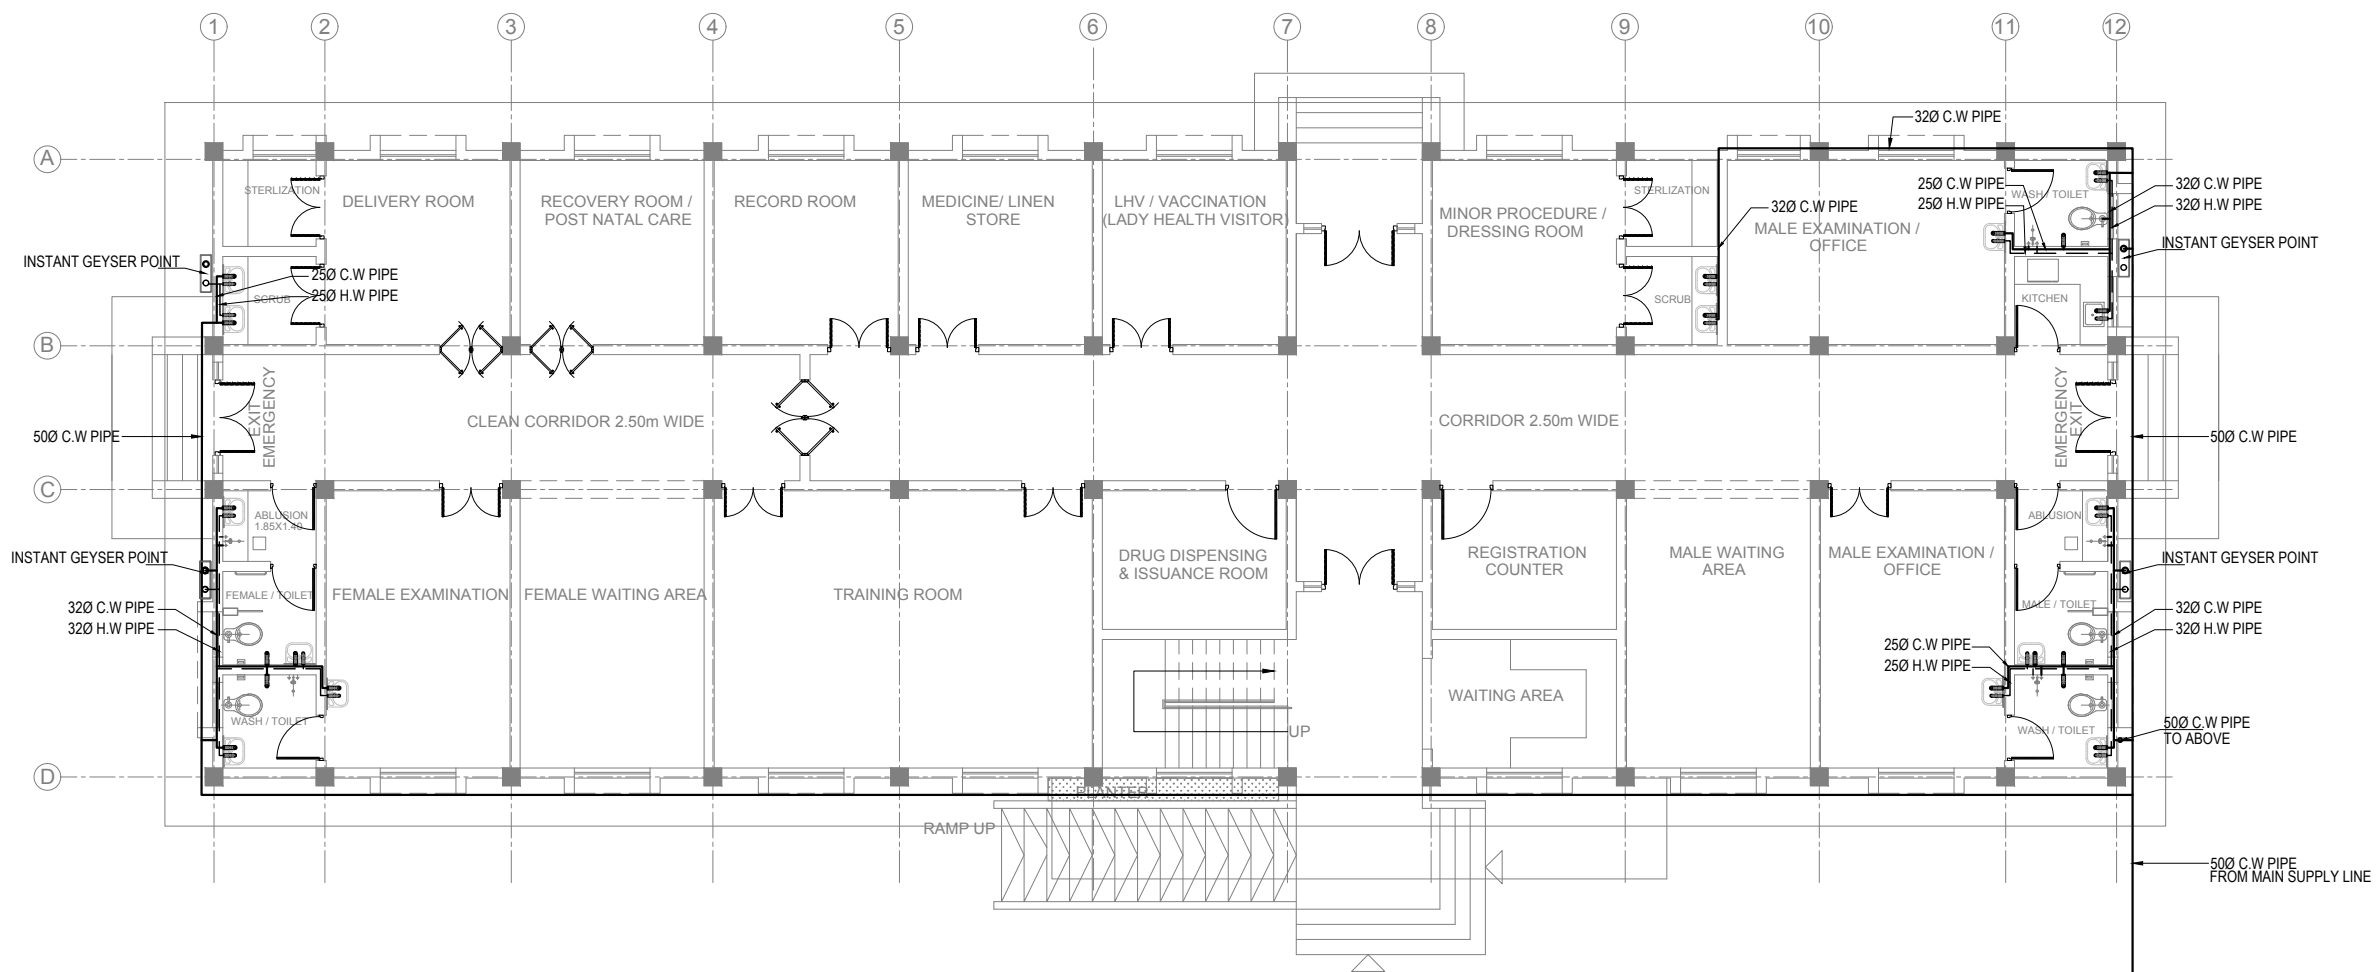 1 2 3 4 5 6 7 8 9 10 11 12
32Ø C.W PIPE
A
STERLIZATION
DELIVERY ROOM
RECOVERY ROOM /
POST NATAL CARE
RECORD ROOM
MEDICINE/ LINEN
STORE
LHV / VACCINATION
(LADY HEALTH VISITOR)
MINOR PROCEDURE /
DRESSING ROOM
STERLIZATION
32Ø C.W PIPE
MALE EXAMINATION /
OFFICE
25Ø C.W PIPE
25Ø H.W PIPE
WASH / TOILET
32Ø C.W PIPE
32Ø H.W PIPE
INSTANT GEYSER POINT
INSTANT GEYSER POINT
25Ø C.W PIPE
25Ø H.W PIPE
SCRUB
SCRUB
KITCHEN
B
EXIT
EMERGENCY
CLEAN CORRIDOR 2.50m WIDE
CORRIDOR 2.50m WIDE
EMERGENCY
EXIT
50Ø C.W PIPE
50Ø C.W PIPE
C
ABLUSION
1.85X1.40
ABLUSION
INSTANT GEYSER POINT
INSTANT GEYSER POINT
DRUG DISPENSING
& ISSUANCE ROOM
REGISTRATION
COUNTER
MALE WAITING
AREA
MALE EXAMINATION /
OFFICE
FEMALE / TOILET
FEMALE EXAMINATION
FEMALE WAITING AREA
TRAINING ROOM
MALE / TOILET
32Ø C.W PIPE
32Ø H.W PIPE
32Ø C.W PIPE
32Ø H.W PIPE
25Ø C.W PIPE
25Ø H.W PIPE
WAITING AREA
WASH / TOILET
UP
WASH / TOILET
50Ø C.W PIPE
TO ABOVE
D
PLANTER
RAMP UP
50Ø C.W PIPE
FROM MAIN SUPPLY LINE